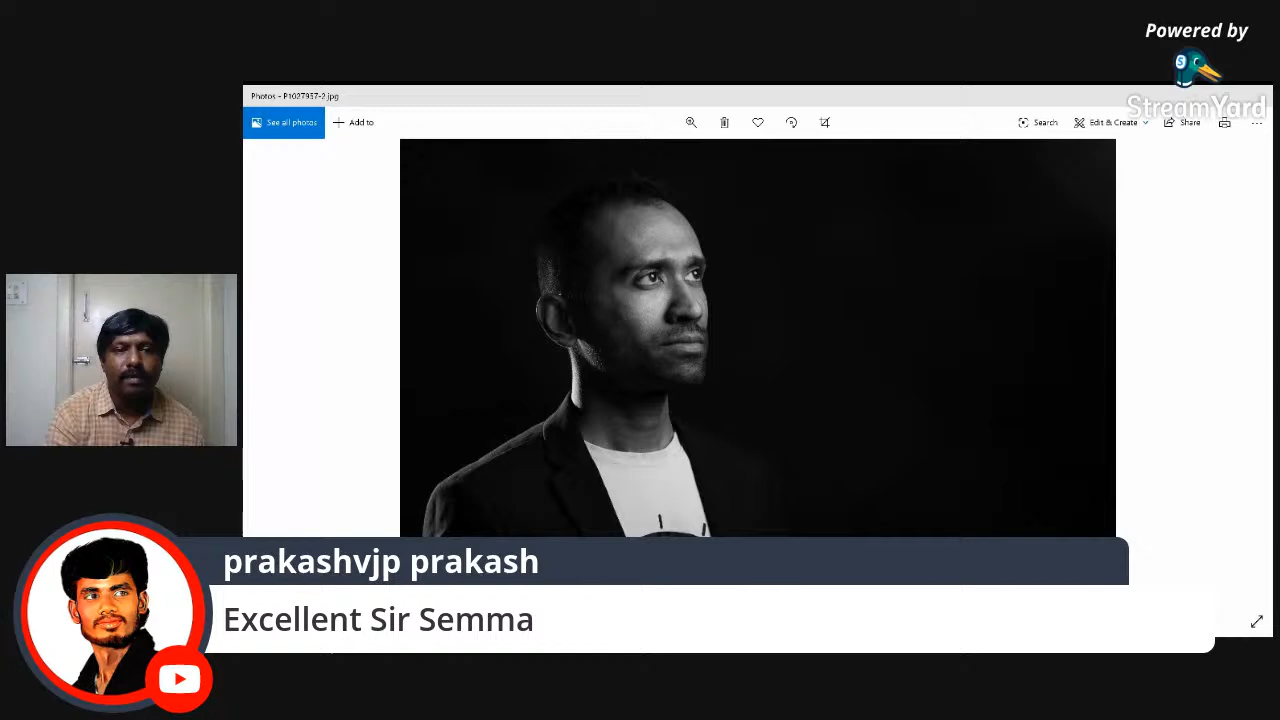 Powered by
StreamYard
Photos - P1027957-2.jpg
See all photos
Add to
Search
Edit & Create
Share
prakashvjp prakash
Excellent Sir Semma